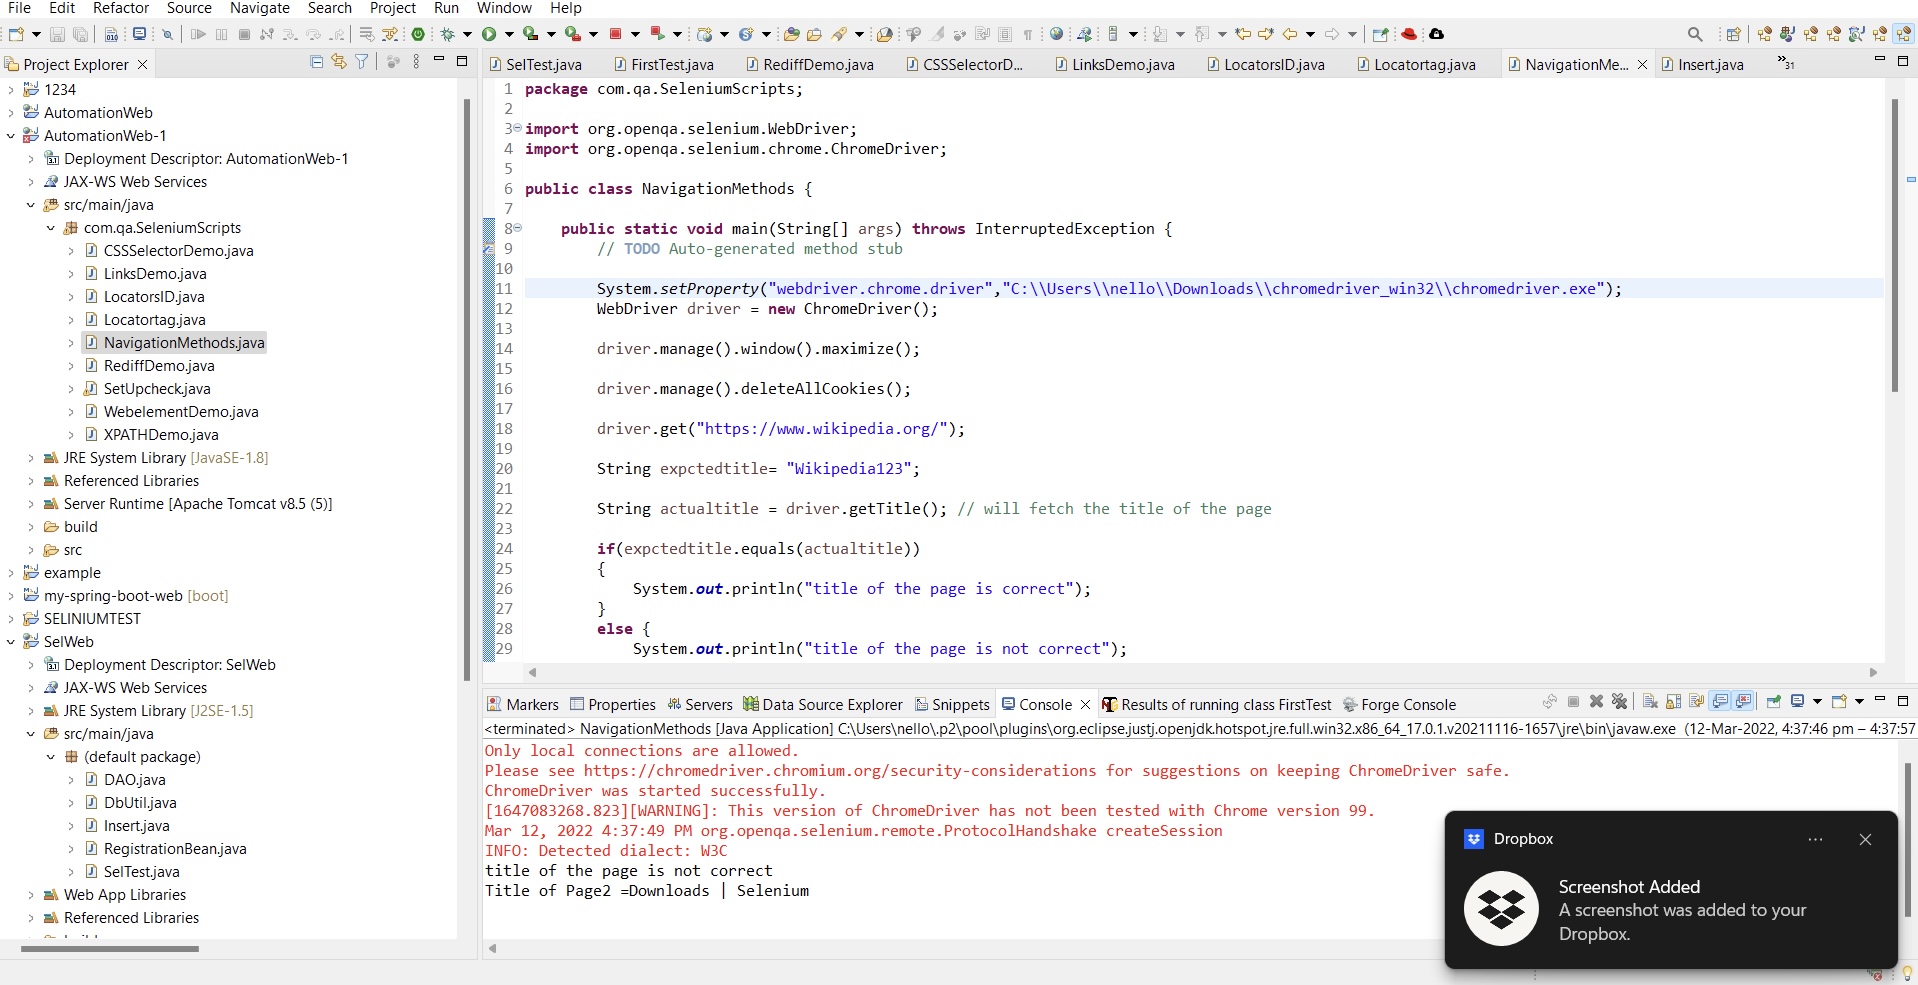 File Edit Refactor Source Navigate Search Project Run Window Help
Project Explorer
1234
AutomationWeb
AutomationWeb-1
Deployment Descriptor: AutomationWeb-1
JAX-WS Web Services
src/main/java
com.qa.SeleniumScripts
CSSSelectorDemo.java
LinksDemo.java
LocatorsID.java
Locatortag.java
NavigationMethods.java
RediffDemo.java
SetUpcheck.java
WebelementDemo.java
XPATHDemo.java
JRE System Library [JavaSE-1.8]
Referenced Libraries
Server Runtime [Apache Tomcat v8.5 (5)]
build
src
example
my-spring-boot-web [boot]
SELINIUMTEST
SelWeb
Deployment Descriptor: SelWeb
JAX-WS Web Services
JRE System Library [J2SE-1.5]
src/main/java
(default package)
DAO.java
DbUtil.java
Insert.java
RegistrationBean.java
SelTest.java
Web App Libraries
Referenced Libraries
SelTest.java FirstTest.java RediffDemo.java CSSSelectorD... LinksDemo.java LocatorsID.java Locatortag.java NavigationMe... Insert.java »31
1 package com.qa.SeleniumScripts;
2
3 import org.openqa.selenium.WebDriver;
4 import org.openqa.selenium.chrome.ChromeDriver;
5
6 public class NavigationMethods {
7
8 public static void main(String[] args) throws InterruptedException {
9 // TODO Auto-generated method stub
10
11 System.setProperty("webdriver.chrome.driver","C:\\Users\\nello\\Downloads\\chromedriver_win32\\chromedriver.exe");
12 WebDriver driver = new ChromeDriver();
13
14 driver.manage().window().maximize();
15
16 driver.manage().deleteAllCookies();
17
18 driver.get("https://www.wikipedia.org/");
19
20 String expctedtitle= "Wikipedia123";
21
22 String actualtitle = driver.getTitle(); // will fetch the title of the page
23
24 if(expctedtitle.equals(actualtitle))
25 {
26 System.out.println("title of the page is correct");
27 }
28 else {
29 System.out.println("title of the page is not correct");
Markers Properties Servers Data Source Explorer Snippets Console Results of running class FirstTest Forge Console
<terminated> NavigationMethods [Java Application] C:\Users\nello\.p2\pool\plugins\org.eclipse.justj.openjdk.hotspot.jre.full.win32.x86_64_17.0.1.v20211116-1657\jre\bin\javaw.exe (12-Mar-2022, 4:37:46 pm – 4:37:57
Only local connections are allowed.
Please see https://chromedriver.chromium.org/security-considerations for suggestions on keeping ChromeDriver safe.
ChromeDriver was started successfully.
[1647083268.823][WARNING]: This version of ChromeDriver has not been tested with Chrome version 99.
Mar 12, 2022 4:37:49 PM org.openqa.selenium.remote.ProtocolHandshake createSession
INFO: Detected dialect: W3C
title of the page is not correct
Title of Page2 =Downloads | Selenium
Dropbox
Screenshot Added
A screenshot was added to your
Dropbox.